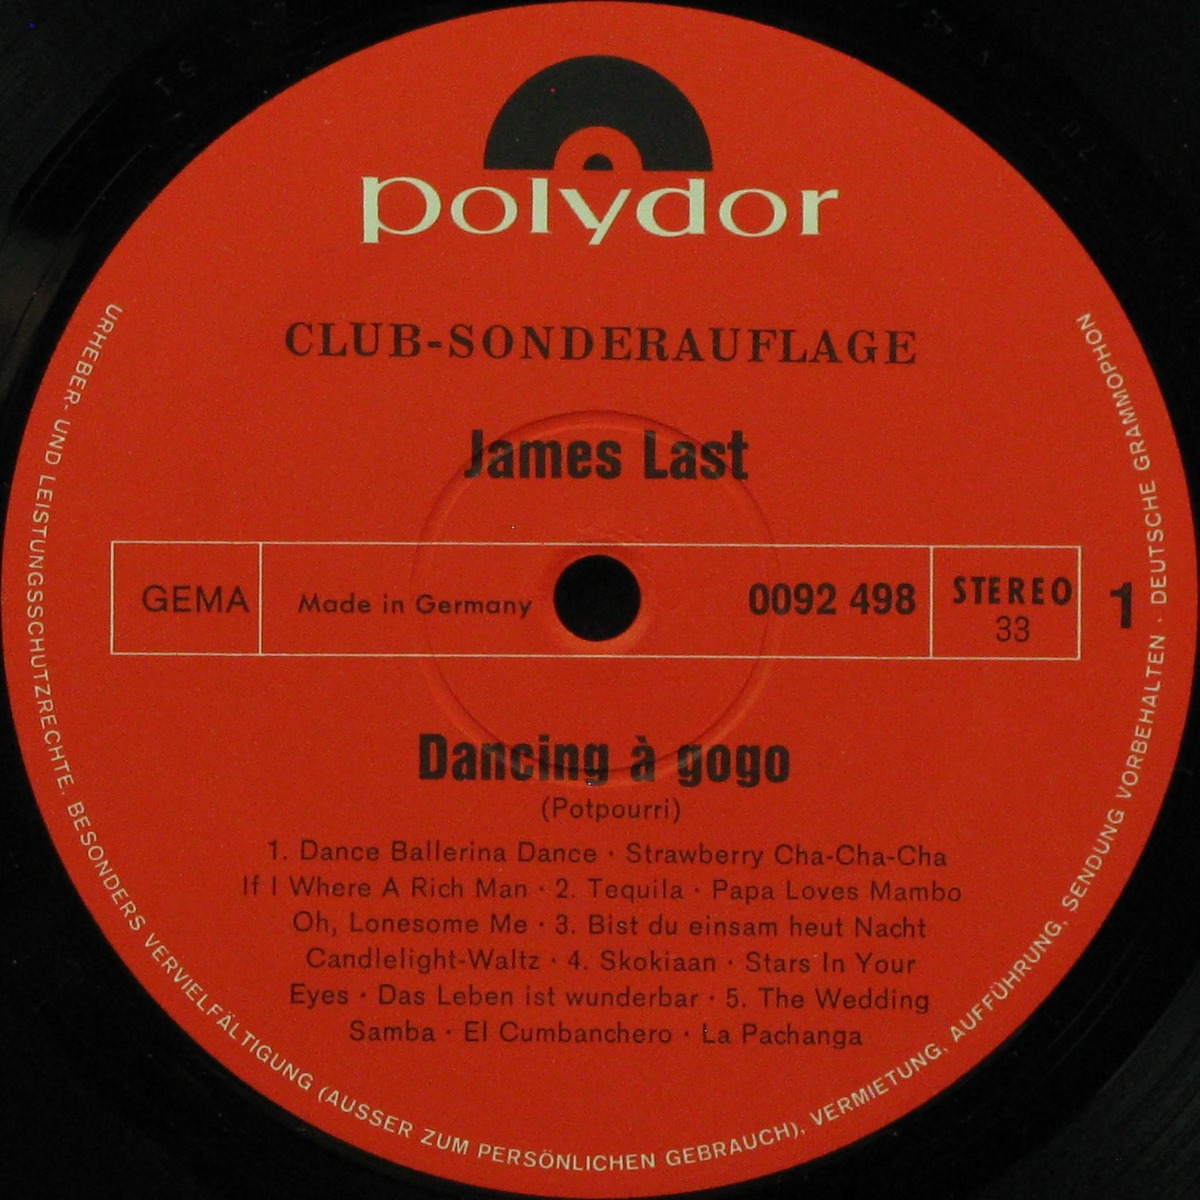 polydor
CLUB-SONDERAUFLAGE
James Last
GEMA
Made in Germany
0092 498
STEREO
33
1
Dancing à gogo
(Potpourri)
1. Dance Ballerina Dance · Strawberry Cha-Cha-Cha
If I Where A Rich Man · 2. Tequila · Papa Loves Mambo
Oh, Lonesome Me · 3. Bist du einsam heut Nacht
Candlelight-Waltz · 4. Skokiaan · Stars In Your
Eyes · Das Leben ist wunderbar · 5. The Wedding
Samba · El Cumbanchero · La Pachanga
URHEBER- UND LEISTUNGSSCHUTZRECHTE, BESONDERS VERVIELFÄLTIGUNG (AUSSER ZUM PERSÖNLICHEN GEBRAUCH), VERMIETUNG, AUFFÜHRUNG, SENDUNG VORBEHALTEN · DEUTSCHE GRAMMOPHON